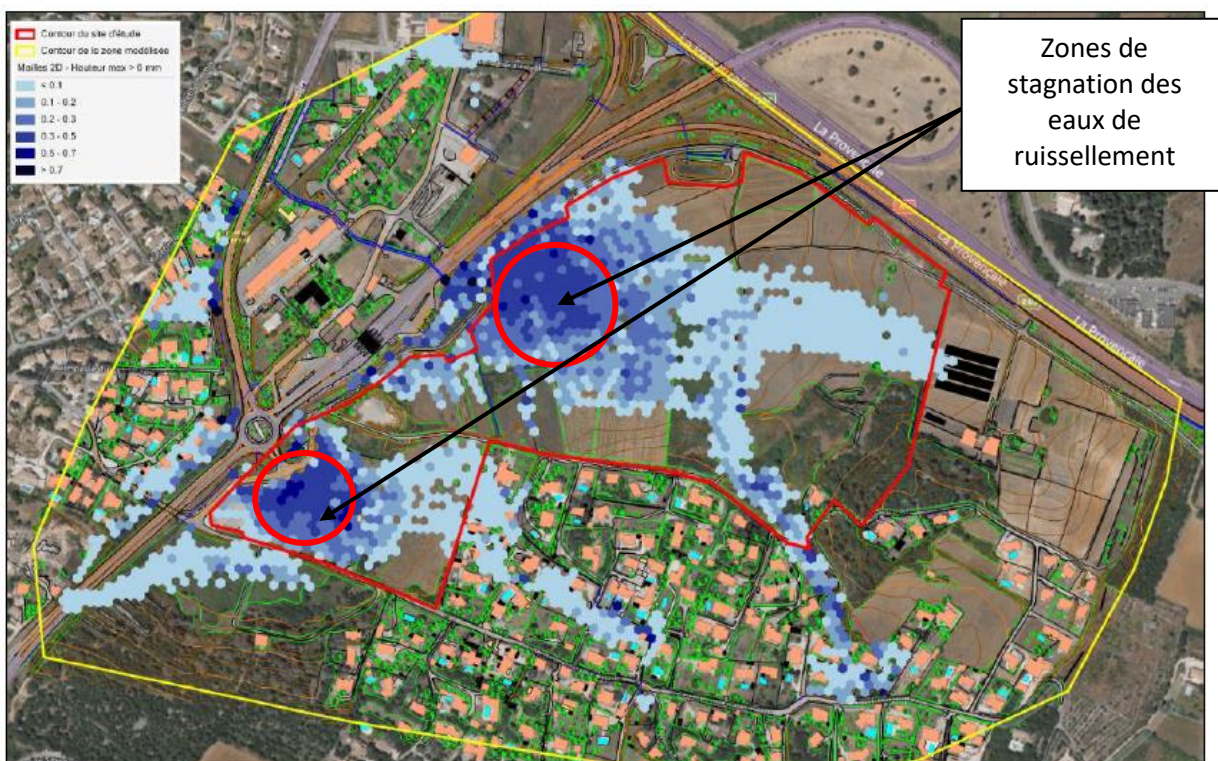 Contour du site d'étude
Contour de la zone modélisée
Mailles 2D - Hauteur max > 0 mm
< 0.1
0.1 - 0.2
0.2 - 0.3
0.3 - 0.5
0.5 - 0.7
> 0.7
Zones de
stagnation des
eaux de
ruissellement
La Provençale
La Provençale
La Provençale